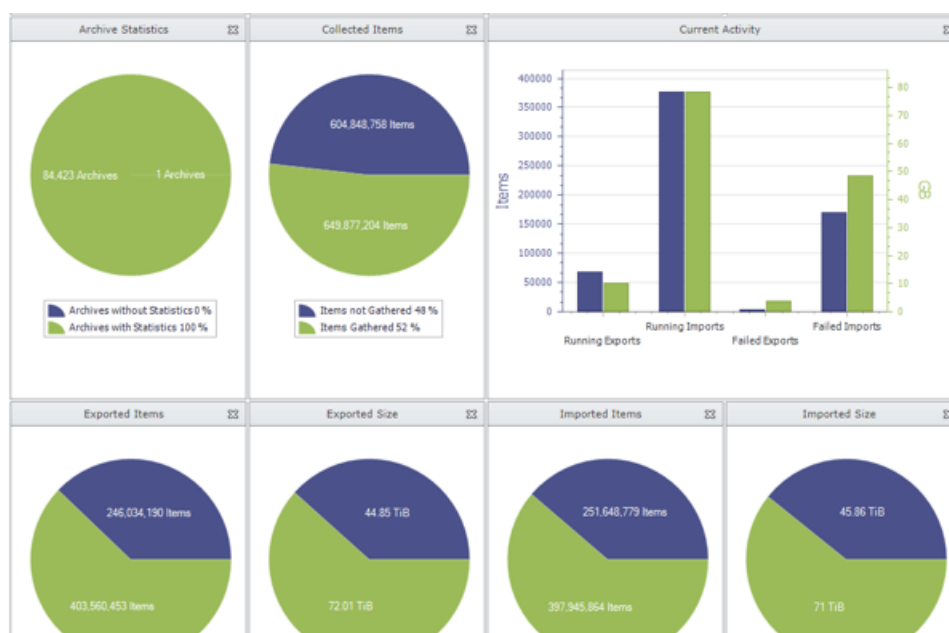 Archive Statistics
84,423 Archives
1 Archives
Archives without Statistics 0 %
Archives with Statistics 100 %
Collected Items
604,848,758 Items
649,877,204 Items
Items not Gathered 48 %
Items Gathered 52 %
Current Activity
Items
400000
350000
300000
250000
200000
150000
100000
50000
0
80
70
60
50
40
30
20
10
0
GB
Running Exports
Running Imports
Failed Exports
Failed Imports
Exported Items
246,034,190 Items
403,560,453 Items
Exported Size
44.85 TiB
72.01 TiB
Imported Items
251,648,779 Items
397,945,864 Items
Imported Size
45.86 TiB
71 TiB